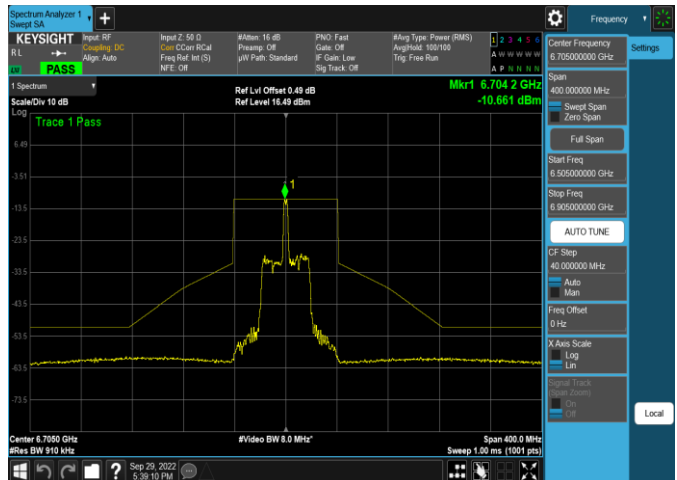 Spectrum Analyzer 1
Swept SA
+
Frequency
KEYSIGHT
RL
LV
PASS
Input: RF
Coupling: DC
Align: Auto
Input Z: 50 Ω
Corr CCorr RCal
Freq Ref: Int (S)
NFE: Off
#Atten: 16 dB
Preamp: Off
µW Path: Standard
PNO: Fast
Gate: Off
IF Gain: Low
Sig Track: Off
#Avg Type: Power (RMS)
Avg|Hold: 100/100
Trig: Free Run
1 2 3 4 5 6
A W W W W W
A P N N N N
1 Spectrum
Scale/Div 10 dB
Ref Lvl Offset 0.49 dB
Ref Level 16.49 dBm
Mkr1 6.704 2 GHz
-10.661 dBm
Log
Trace 1 Pass
6.49
-3.51
-13.5
-23.5
-33.5
-43.5
-53.5
-63.5
-73.5
1
Center 6.7050 GHz
#Res BW 910 kHz
#Video BW 8.0 MHz*
Span 400.0 MHz
Sweep 1.00 ms (1001 pts)
Sep 29, 2022
5:39:10 PM
Center Frequency
6.705000000 GHz
Span
400.000000 MHz
Swept Span
Zero Span
Full Span
Start Freq
6.505000000 GHz
Stop Freq
6.905000000 GHz
AUTO TUNE
CF Step
40.000000 MHz
Auto
Man
Freq Offset
0 Hz
X Axis Scale
Log
Lin
Signal Track
(Span Zoom)
On
Off
Settings
Local